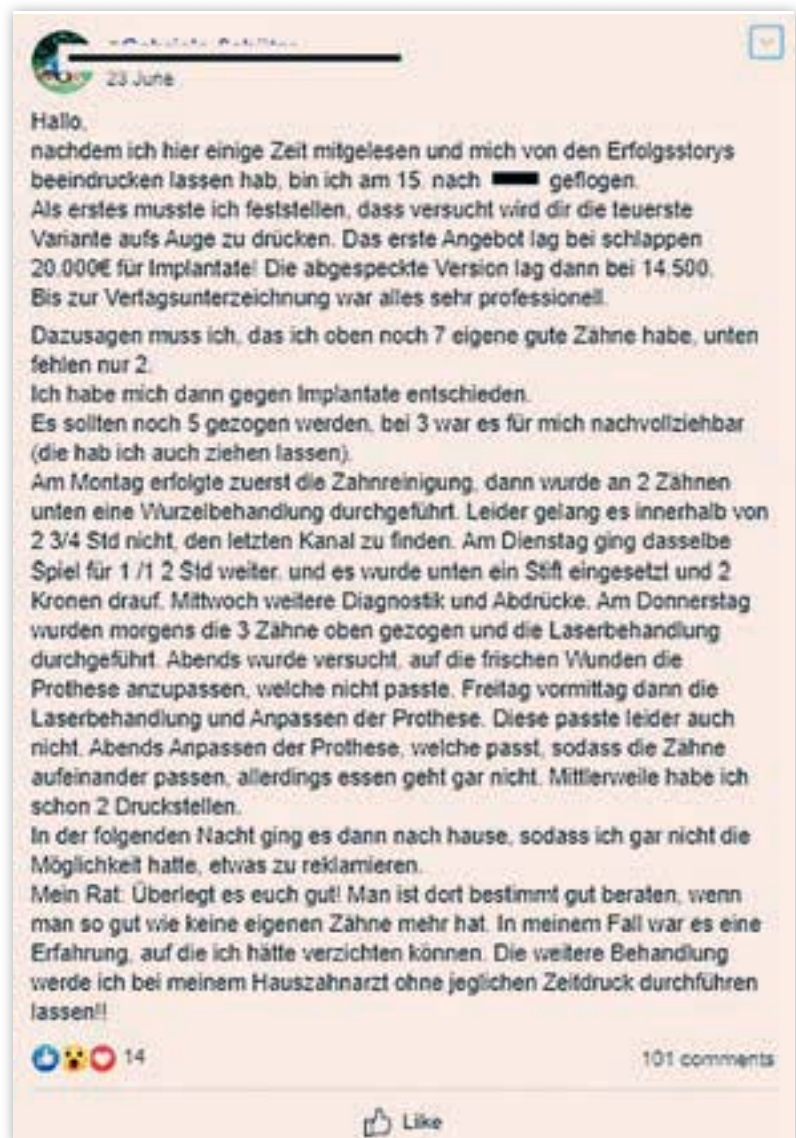 23 June
Hallo,
nachdem ich hier einige Zeit mitgelesen und mich von den Erfolgsstorys
beeindrucken lassen hab, bin ich am 15. nach geflogen.
Als erstes musste ich feststellen, dass versucht wird dir die teuerste
Variante aufs Auge zu drücken. Das erste Angebot lag bei schlappen
20.000€ für Implantate! Die abgespeckte Version lag dann bei 14.500.
Bis zur Vertagsunterzeichnung war alles sehr professionell.
Dazusagen muss ich, das ich oben noch 7 eigene gute Zähne habe, unten
fehlen nur 2.
Ich habe mich dann gegen Implantate entschieden.
Es sollten noch 5 gezogen werden, bei 3 war es für mich nachvollziehbar
(die hab ich auch ziehen lassen).
Am Montag erfolgte zuerst die Zahnreinigung, dann wurde an 2 Zähnen
unten eine Wurzelbehandlung durchgeführt. Leider gelang es innerhalb von
2 3/4 Std nicht, den letzten Kanal zu finden. Am Dienstag ging dasselbe
Spiel für 1 /1 2 Std weiter, und es wurde unten ein Stift eingesetzt und 2
Kronen drauf. Mittwoch weitere Diagnostik und Abdrücke. Am Donnerstag
wurden morgens die 3 Zähne oben gezogen und die Laserbehandlung
durchgeführt. Abends wurde versucht, auf die frischen Wunden die
Prothese anzupassen, welche nicht passte. Freitag vormittag dann die
Laserbehandlung und Anpassen der Prothese. Diese passte leider auch
nicht. Abends Anpassen der Prothese, welche passt, sodass die Zähne
aufeinander passen, allerdings essen geht gar nicht. Mittlerweile habe ich
schon 2 Druckstellen.
In der folgenden Nacht ging es dann nach hause, sodass ich gar nicht die
Möglichkeit hatte, etwas zu reklamieren.
Mein Rat: Überlegt es euch gut! Man ist dort bestimmt gut beraten, wenn
man so gut wie keine eigenen Zähne mehr hat. In meinem Fall war es eine
Erfahrung, auf die ich hätte verzichten können. Die weitere Behandlung
werde ich bei meinem Hauszahnarzt ohne jeglichen Zeitdruck durchführen
lassen!!
14
101 comments
Like